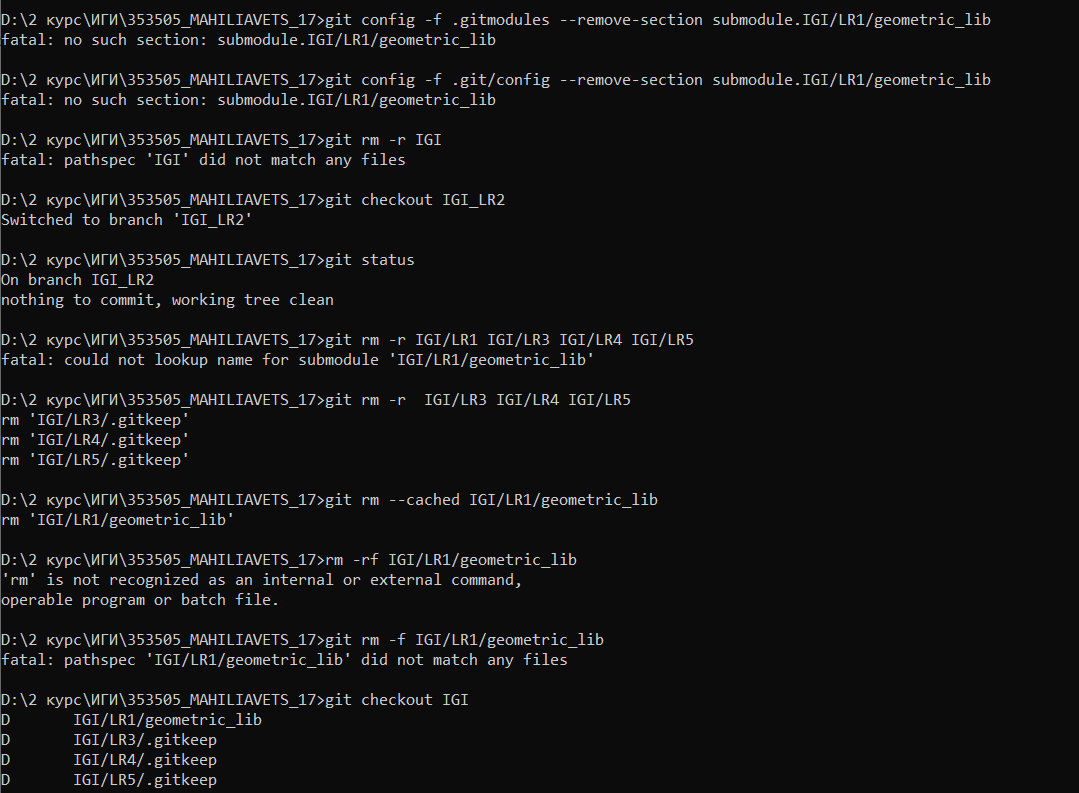 D:\2 курс\ИГИ\353505_MAHILIAVETS_17>git config -f .gitmodules --remove-section submodule.IGI/LR1/geometric_lib
fatal: no such section: submodule.IGI/LR1/geometric_lib
D:\2 курс\ИГИ\353505_MAHILIAVETS_17>git config -f .git/config --remove-section submodule.IGI/LR1/geometric_lib
fatal: no such section: submodule.IGI/LR1/geometric_lib
D:\2 курс\ИГИ\353505_MAHILIAVETS_17>git rm -r IGI
fatal: pathspec 'IGI' did not match any files
D:\2 курс\ИГИ\353505_MAHILIAVETS_17>git checkout IGI_LR2
Switched to branch 'IGI_LR2'
D:\2 курс\ИГИ\353505_MAHILIAVETS_17>git status
On branch IGI_LR2
nothing to commit, working tree clean
D:\2 курс\ИГИ\353505_MAHILIAVETS_17>git rm -r IGI/LR1 IGI/LR3 IGI/LR4 IGI/LR5
fatal: could not lookup name for submodule 'IGI/LR1/geometric_lib'
D:\2 курс\ИГИ\353505_MAHILIAVETS_17>git rm -r  IGI/LR3 IGI/LR4 IGI/LR5
rm 'IGI/LR3/.gitkeep'
rm 'IGI/LR4/.gitkeep'
rm 'IGI/LR5/.gitkeep'
D:\2 курс\ИГИ\353505_MAHILIAVETS_17>git rm --cached IGI/LR1/geometric_lib
rm 'IGI/LR1/geometric_lib'
D:\2 курс\ИГИ\353505_MAHILIAVETS_17>rm -rf IGI/LR1/geometric_lib
'rm' is not recognized as an internal or external command,
operable program or batch file.
D:\2 курс\ИГИ\353505_MAHILIAVETS_17>git rm -f IGI/LR1/geometric_lib
fatal: pathspec 'IGI/LR1/geometric_lib' did not match any files
D:\2 курс\ИГИ\353505_MAHILIAVETS_17>git checkout IGI
D       IGI/LR1/geometric_lib
D       IGI/LR3/.gitkeep
D       IGI/LR4/.gitkeep
D       IGI/LR5/.gitkeep